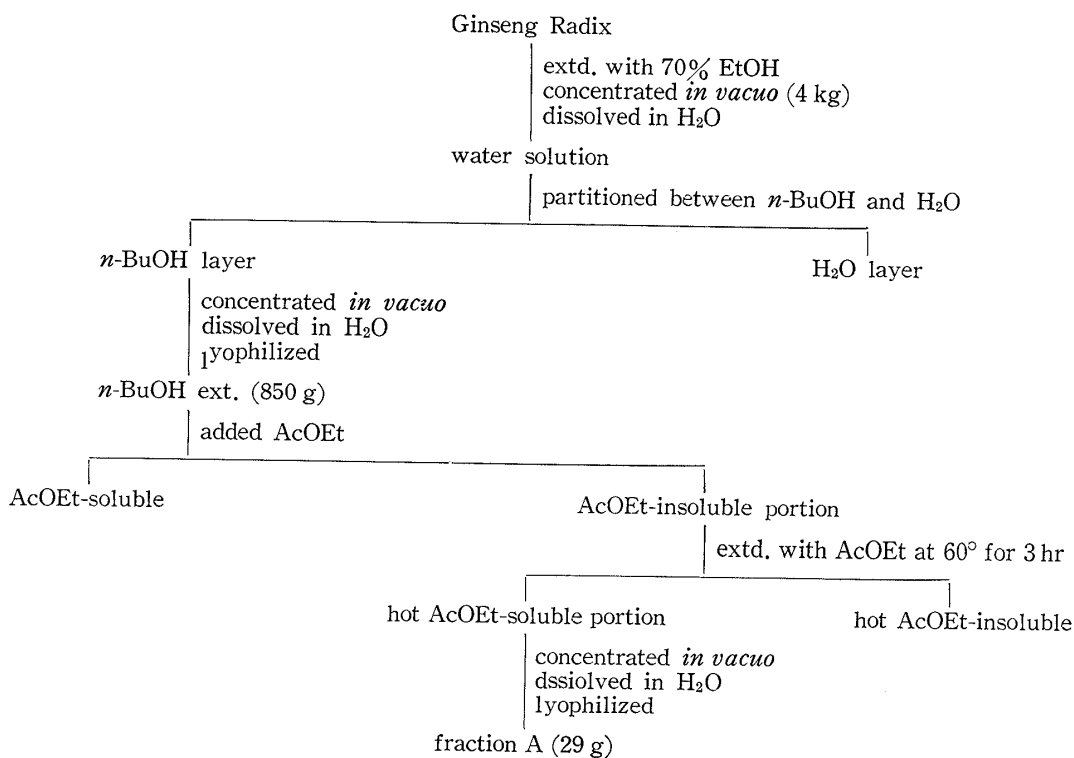 Ginseng Radix
extd. with 70% EtOH
concentrated in vacuo (4 kg)
dissolved in H₂O
water solution
partitioned between n-BuOH and H₂O
n-BuOH layer
H₂O layer
concentrated in vacuo
dissolved in H₂O
lyophilized
n-BuOH ext. (850 g)
added AcOEt
AcOEt-soluble
AcOEt-insoluble portion
extd. with AcOEt at 60° for 3 hr
hot AcOEt-soluble portion
hot AcOEt-insoluble
concentrated in vacuo
dssiolved in H₂O
lyophilized
fraction A (29 g)